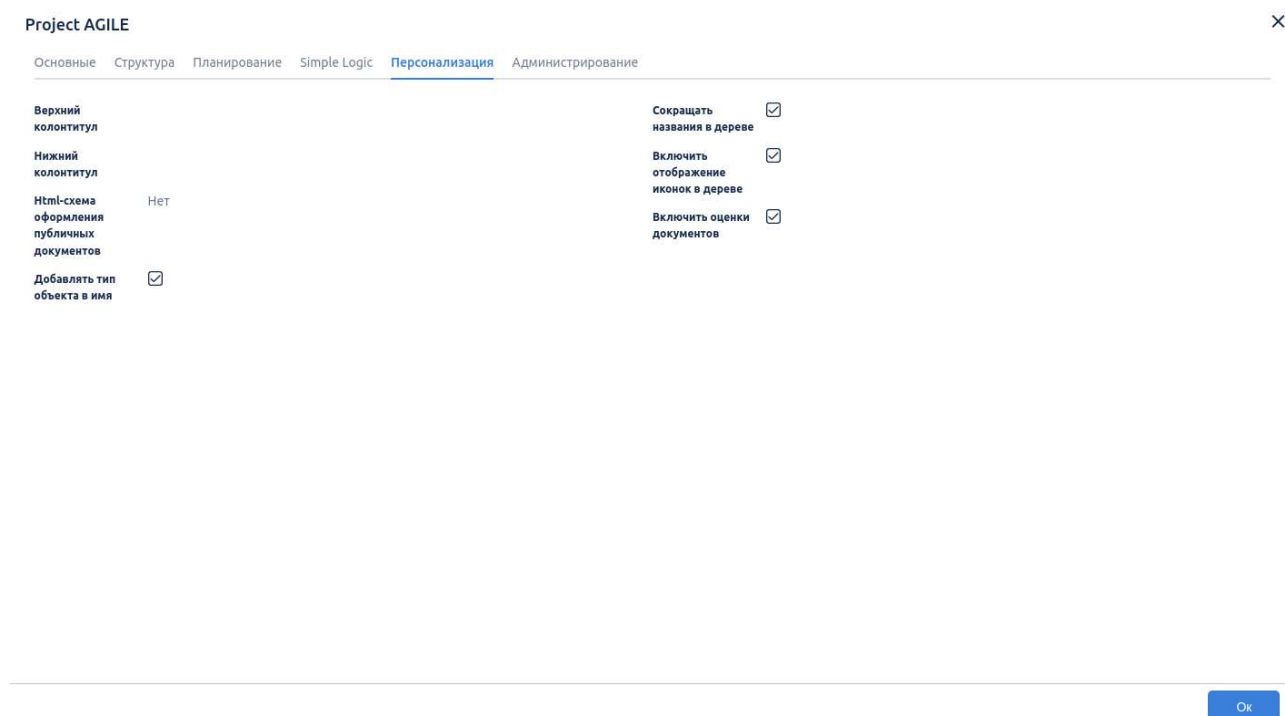 Project AGILE
Основные Структура Планирование Simple Logic Персонализация Администрирование
Верхний
колонтитул
Нижний
колонтитул
Html-схема
оформления
публичных
документов
Нет
Добавлять тип
объекта в имя
Сокращать
названия в дереве
Включить
отображение
иконок в дереве
Включить оценки
документов
Ок